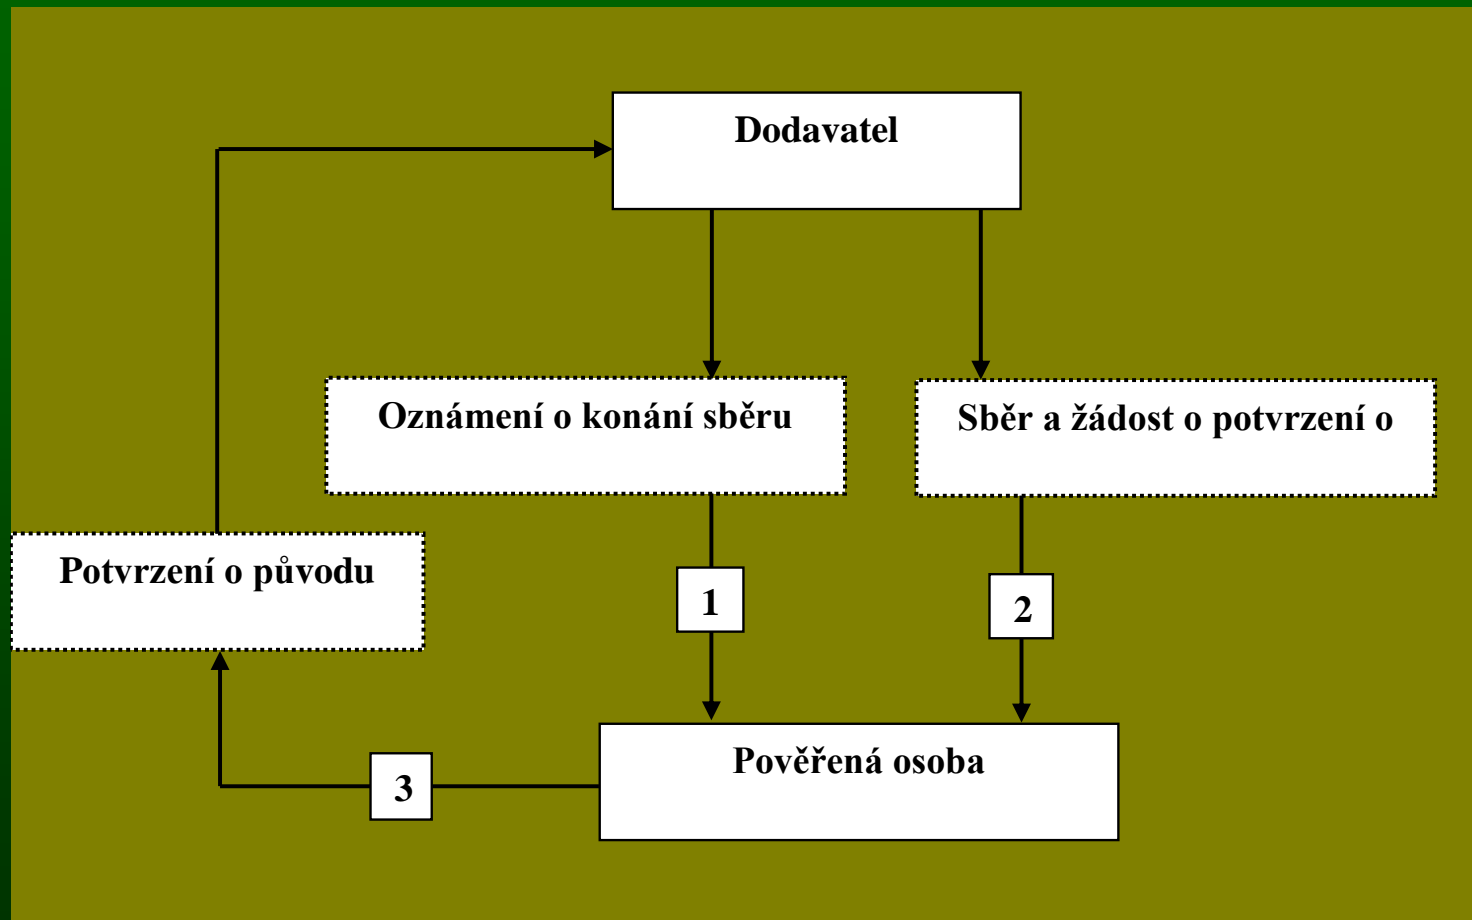 Dodavatel
Oznámení o konání sběru
Sběr a žádost o potvrzení o
Potvrzení o původu
1
2
Pověřená osoba
3